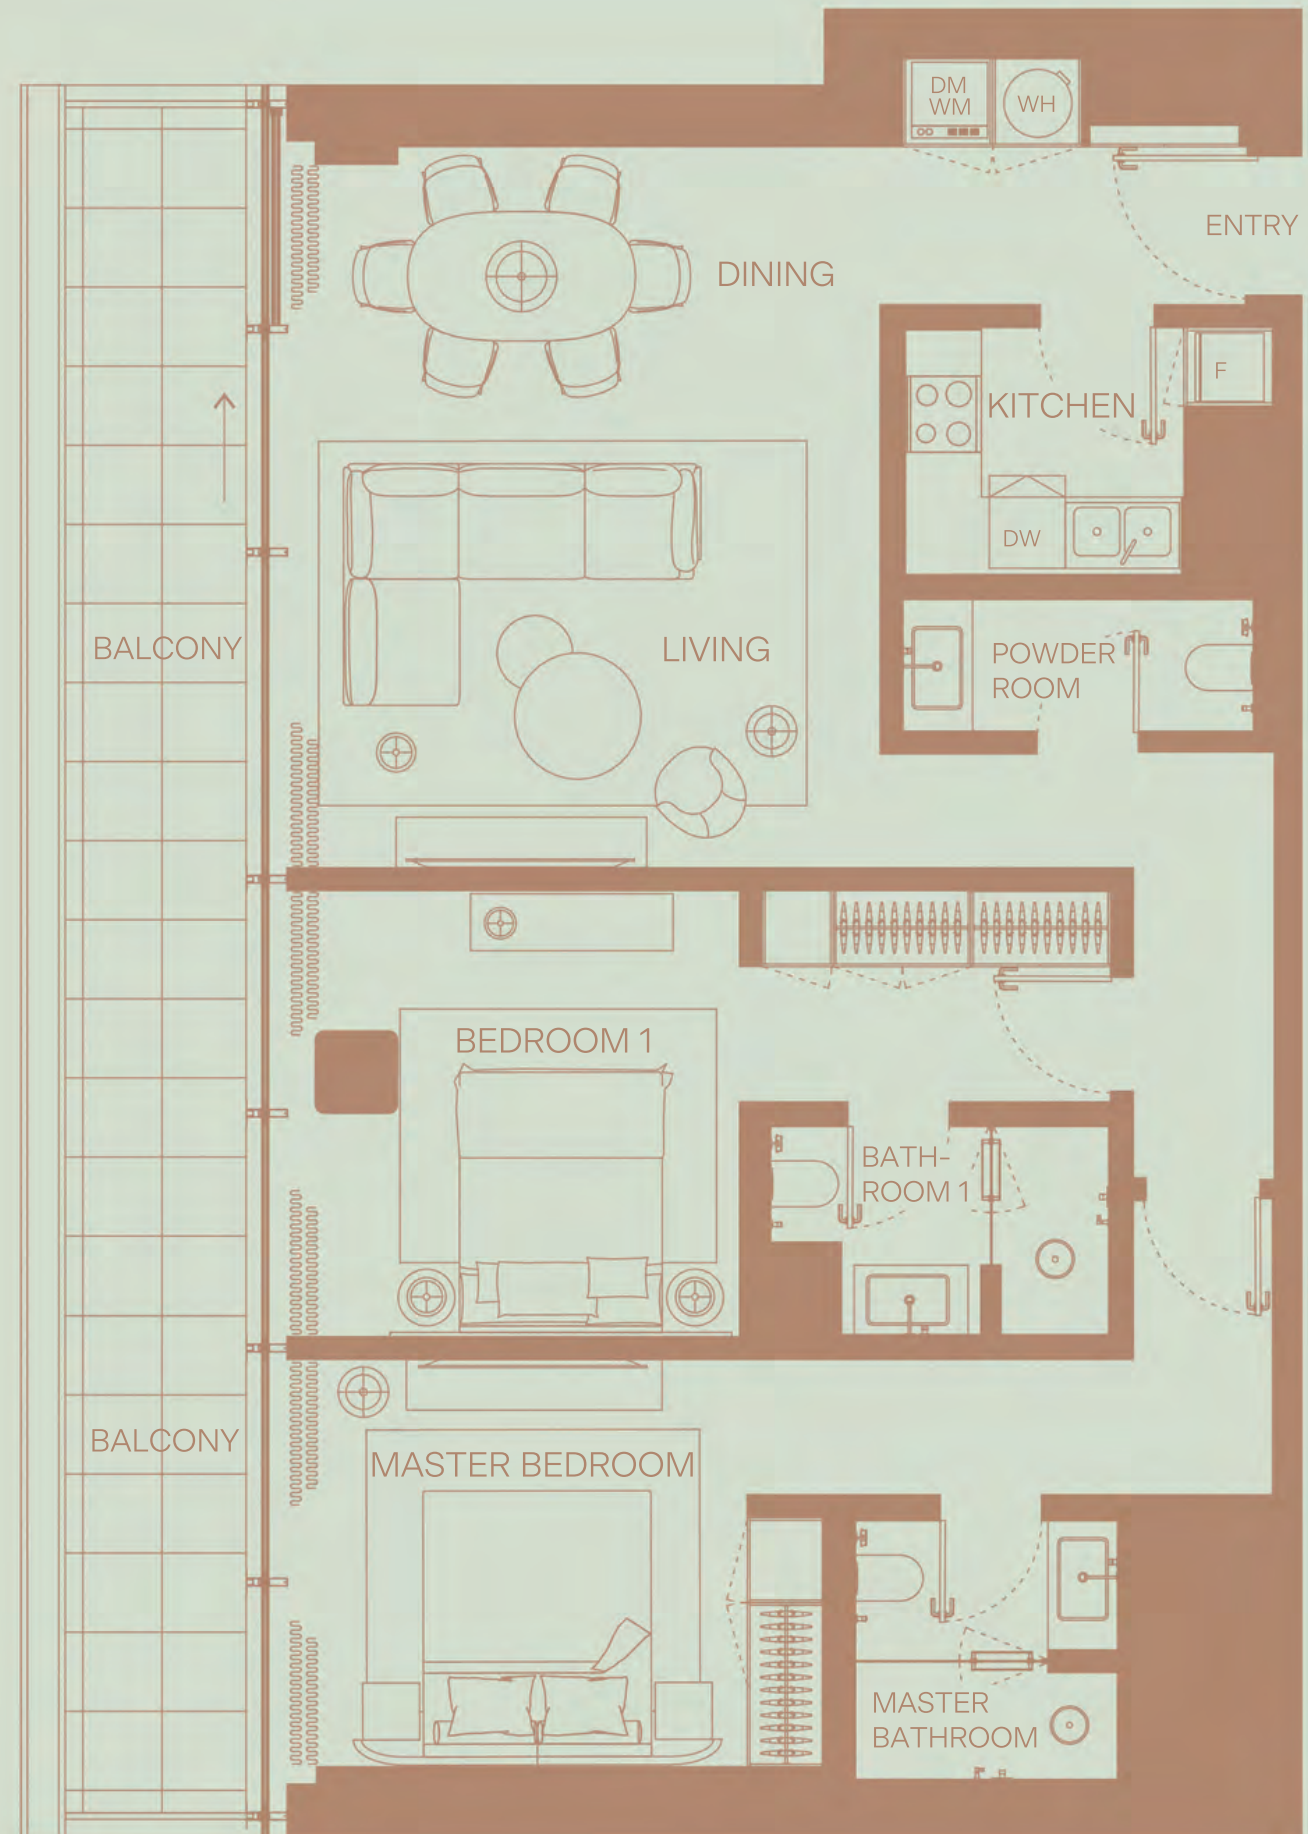 DM
WM
WH
ENTRY
DINING
F
KITCHEN
DW
BALCONY
LIVING
POWDER
ROOM
BEDROOM 1
BATH-
ROOM 1
BALCONY
MASTER BEDROOM
MASTER
BATHROOM